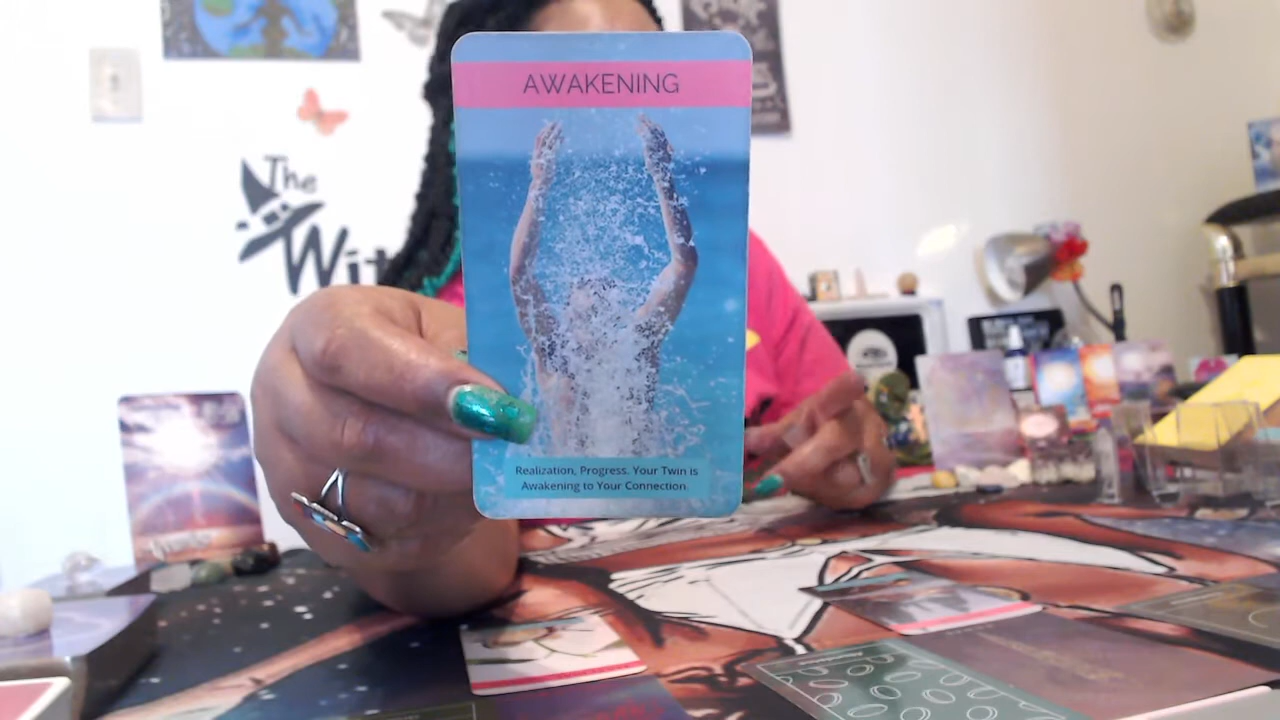 AWAKENING
The
Wit
Realization, Progress. Your Twin is
Awakening to Your Connection.